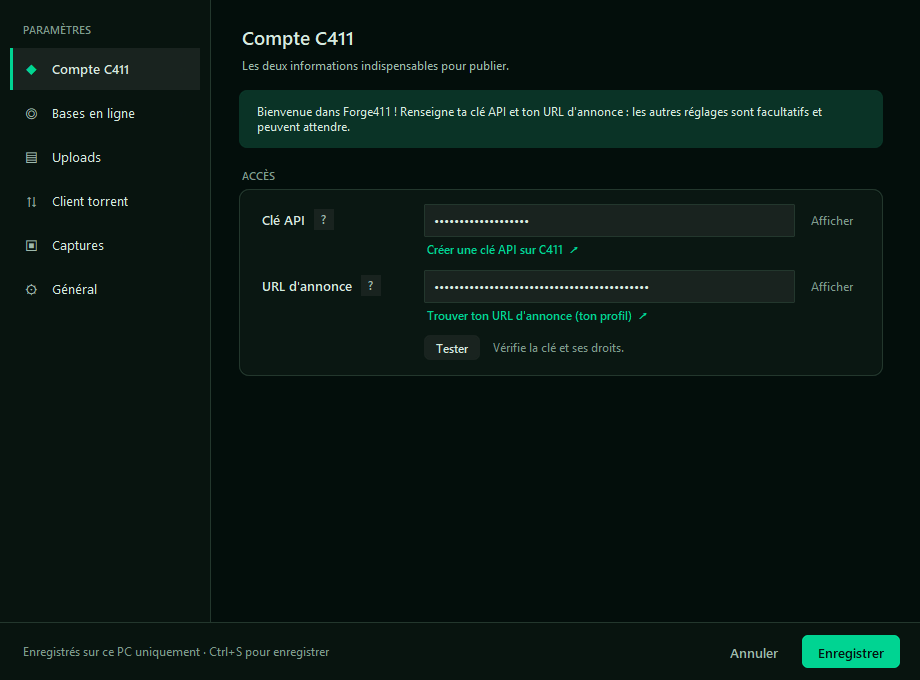 PARAMÈTRES
Compte C411
Bases en ligne
Uploads
Client torrent
Captures
Général
Compte C411
Les deux informations indispensables pour publier.
Bienvenue dans Forge411 ! Renseigne ta clé API et ton URL d'annonce : les autres réglages sont facultatifs et
peuvent attendre.
ACCÈS
Clé API ? ••••••••••••••••••• Afficher
Créer une clé API sur C411 ↗
URL d'annonce ? ••••••••••••••••••••••••••••••••••••••••••• Afficher
Trouver ton URL d'annonce (ton profil) ↗
Tester Vérifie la clé et ses droits.
Enregistrés sur ce PC uniquement · Ctrl+S pour enregistrer
Annuler Enregistrer